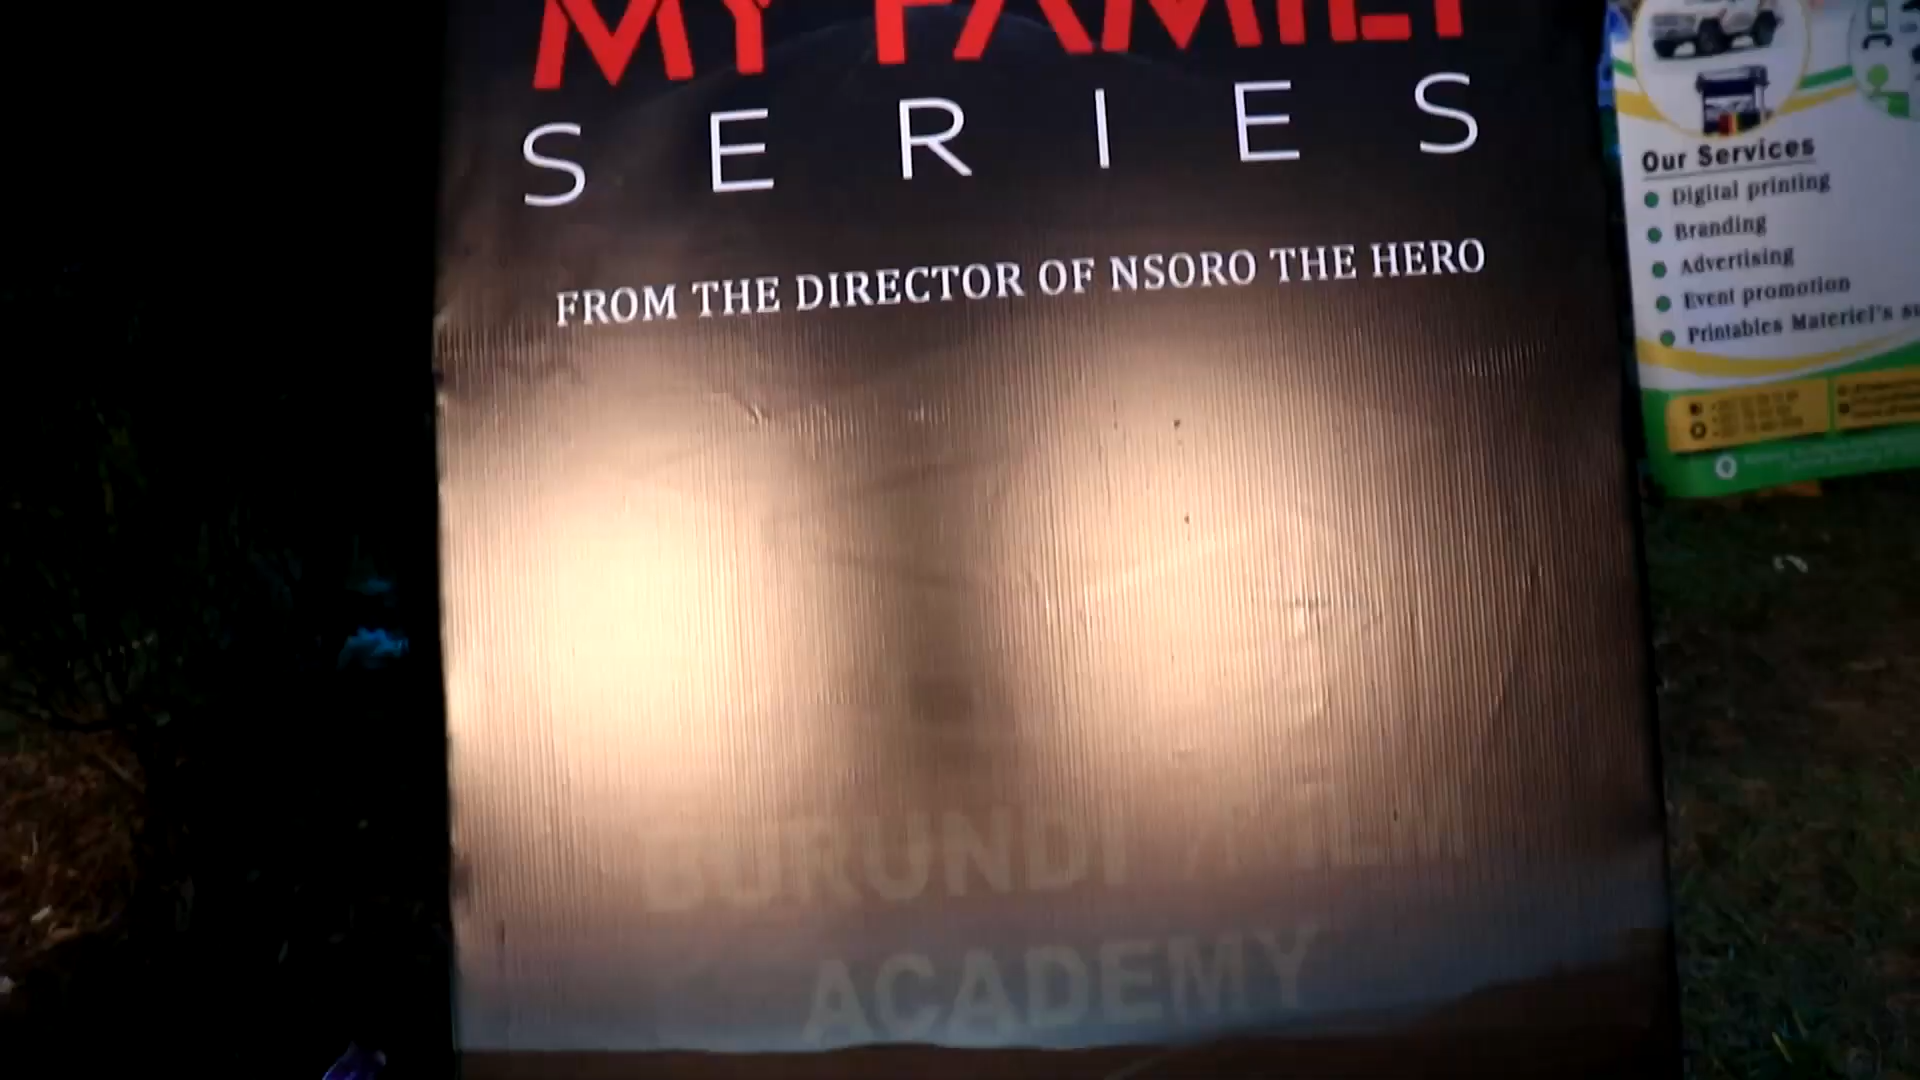 MY FAMILY
SERIES
FROM THE DIRECTOR OF NSORO THE HERO
BURUNDI FILM
ACADEMY
Our Services
Digital printing
Branding
Advertising
Event promotion
Printables Materiel's